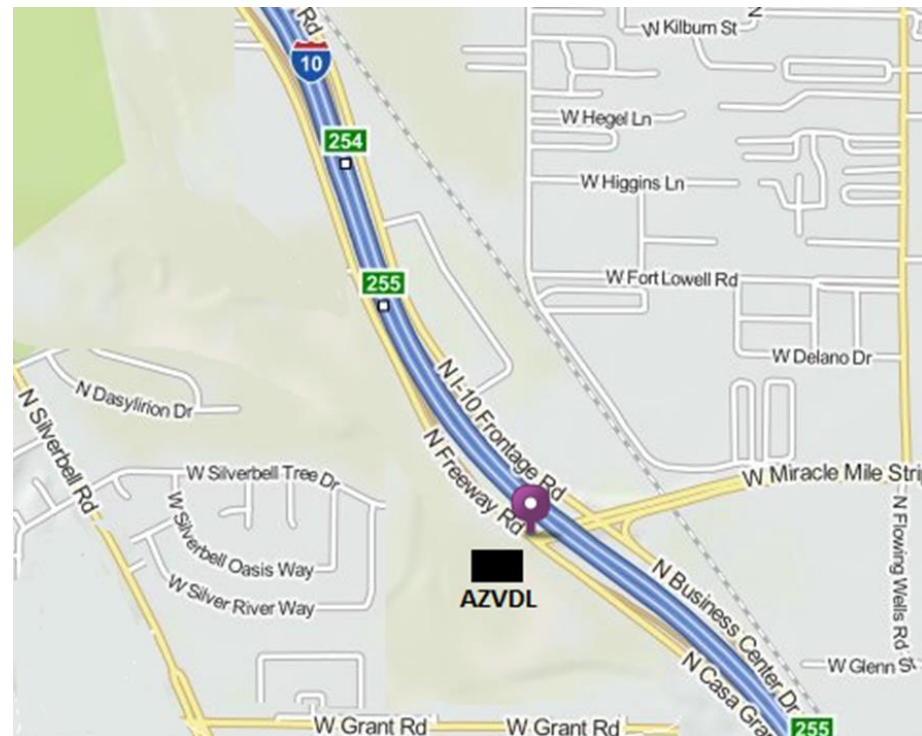 Rd
W Kilburn St
N
10
254
W Hegel Ln
W Higgins Ln
255
W Fort Lowell Rd
W Delano Dr
N Dasylirion Dr
N Silverbell Rd
N I-10 Frontage Rd
N Freeway Rd
W Silverbell Tree Dr
W Miracle Mile Stri
W Silverbell Oasis Way
N Flowing Wells Rd
W Silver River Way
AZVDL
N Business Center Dr
W Glenn St
N Casa Gra
W Grant Rd
W Grant Rd
255